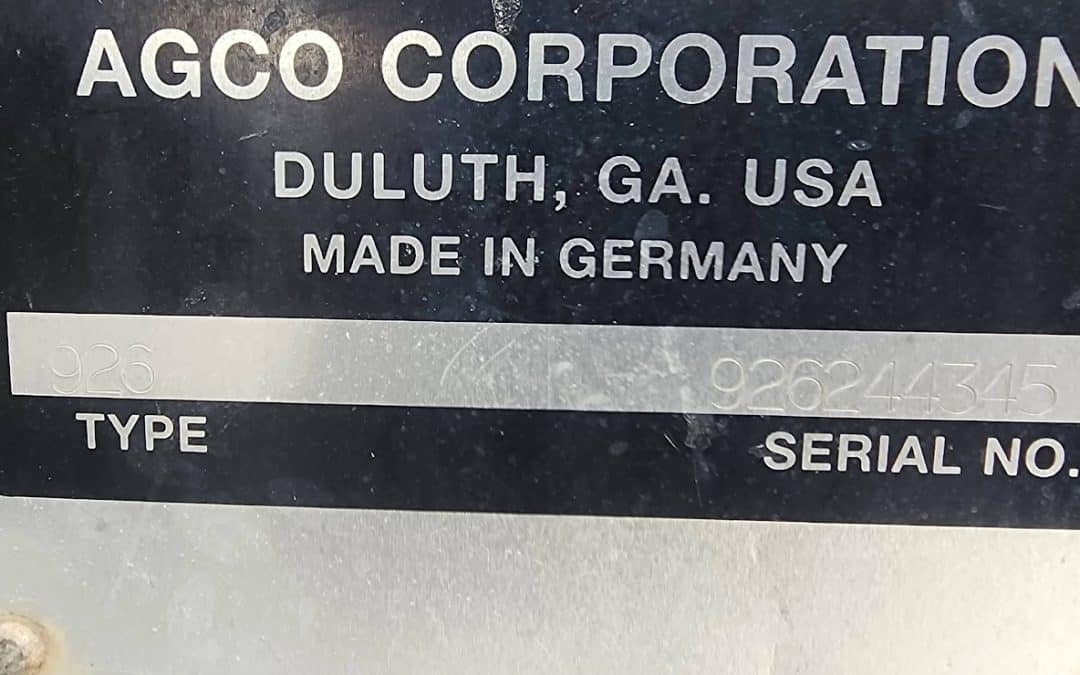 AGCO CORPORATION
DULUTH, GA. USA
MADE IN GERMANY
926 926244345
TYPE SERIAL NO.